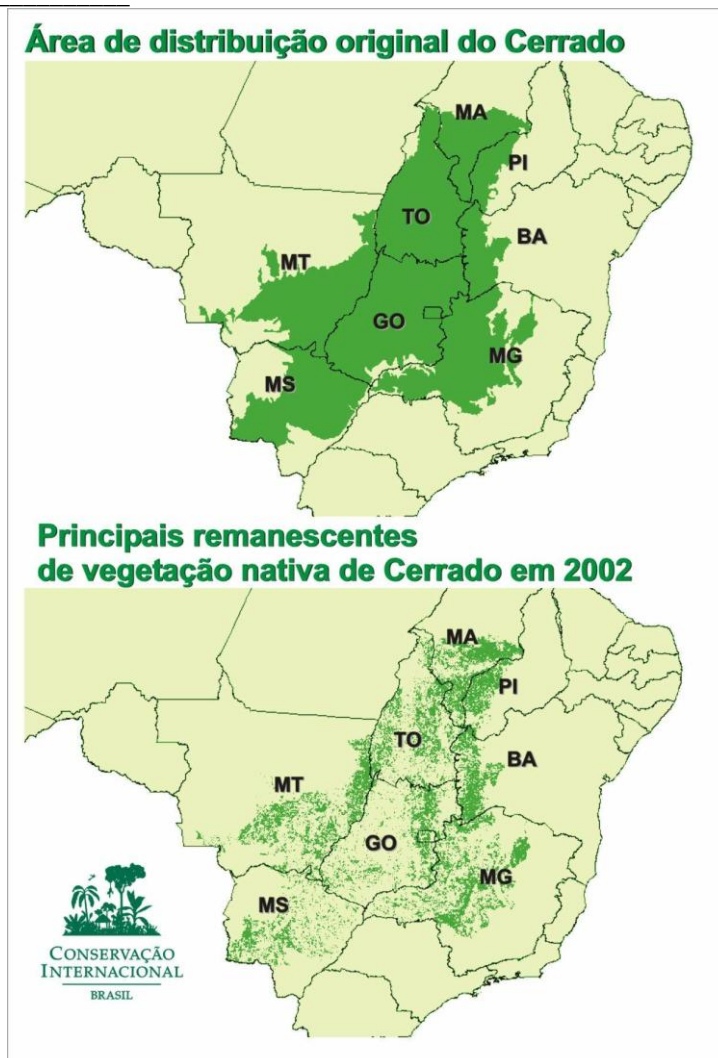 Área de distribuição original do Cerrado
MA
PI
TO
BA
MT
GO
MG
MS
Principais remanescentes
de vegetação nativa de Cerrado em 2002
MA
PI
TO
BA
MT
GO
MG
MS
CONSERVAÇÃO
INTERNACIONAL
BRASIL